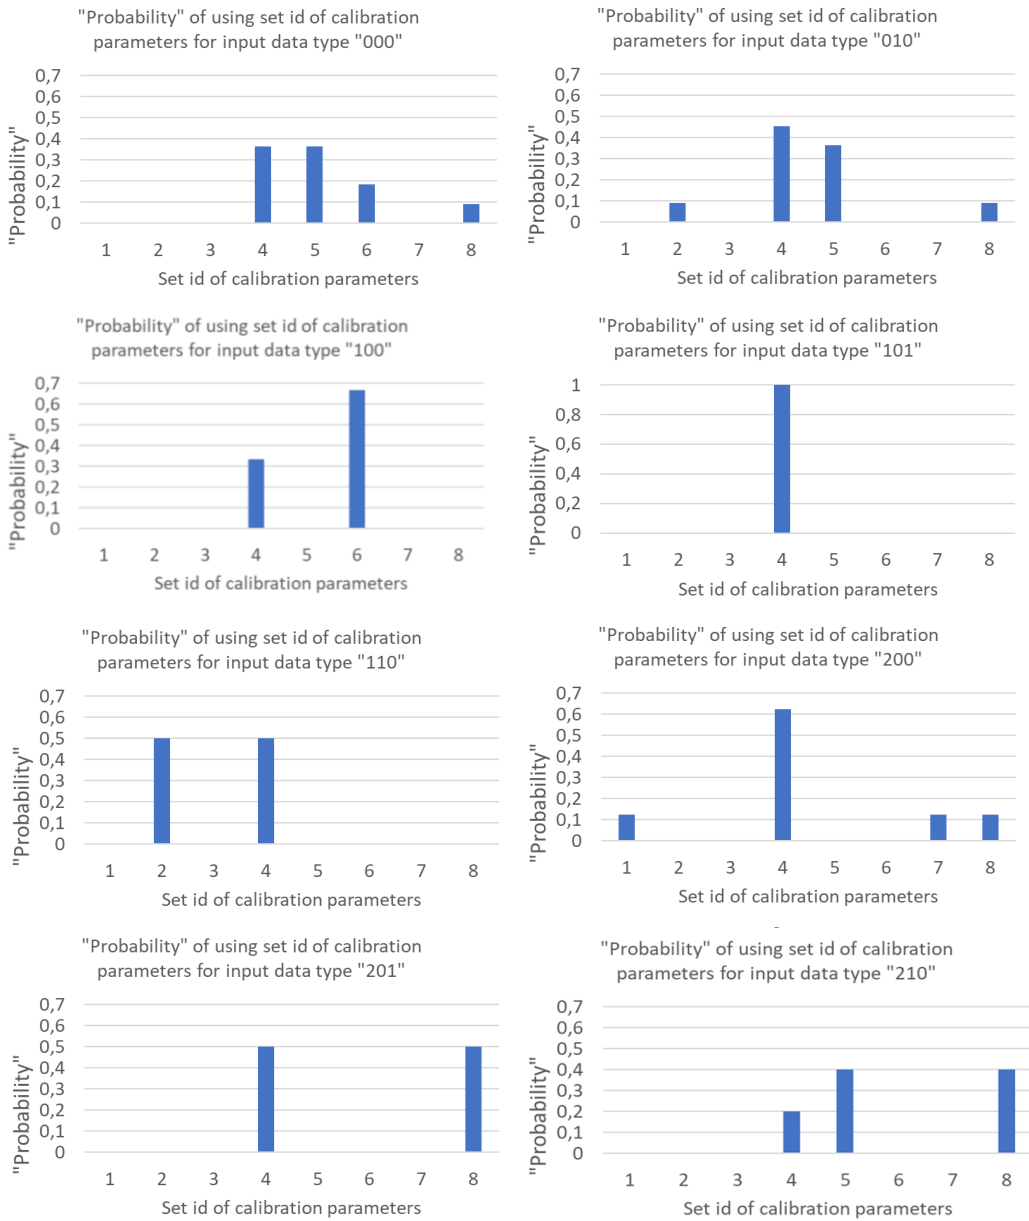 "Probability" of using set id of calibration
parameters for input data type "000"
"Probability"
0,7
0,6
0,5
0,4
0,3
0,2
0,1
0
1 2 3 4 5 6 7 8
Set id of calibration parameters
"Probability" of using set id of calibration
parameters for input data type "010"
"Probability"
0,7
0,6
0,5
0,4
0,3
0,2
0,1
0
1 2 3 4 5 6 7 8
Set id of calibration parameters
"Probability" of using set id of calibration
parameters for input data type "100"
"Probability"
0,7
0,6
0,5
0,4
0,3
0,2
0,1
0
1 2 3 4 5 6 7 8
Set id of calibration parameters
"Probability" of using set id of calibration
parameters for input data type "101"
"Probability"
1
0,8
0,6
0,4
0,2
0
1 2 3 4 5 6 7 8
Set id of calibration parameters
"Probability" of using set id of calibration
parameters for input data type "110"
"Probability"
0,7
0,6
0,5
0,4
0,3
0,2
0,1
0
1 2 3 4 5 6 7 8
Set id of calibration parameters
"Probability" of using set id of calibration
parameters for input data type "200"
"Probability"
0,7
0,6
0,5
0,4
0,3
0,2
0,1
0
1 2 3 4 5 6 7 8
Set id of calibration parameters
"Probability" of using set id of calibration
parameters for input data type "201"
"Probability"
0,7
0,6
0,5
0,4
0,3
0,2
0,1
0
1 2 3 4 5 6 7 8
Set id of calibration parameters
"Probability" of using set id of calibration
parameters for input data type "210"
"Probability"
0,7
0,6
0,5
0,4
0,3
0,2
0,1
0
1 2 3 4 5 6 7 8
Set id of calibration parameters